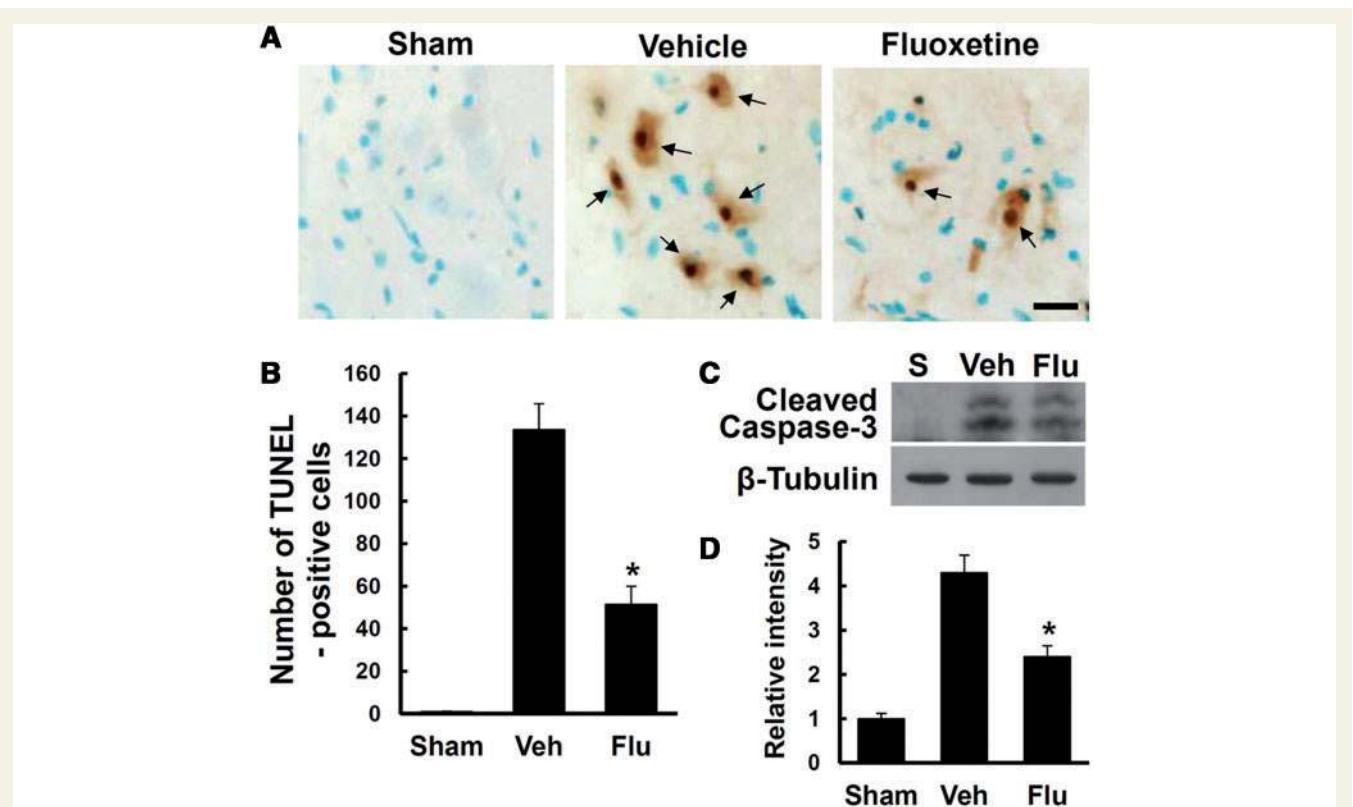 A
Sham
Vehicle
Fluoxetine
B
Number of TUNEL
- positive cells
160
140
120
100
80
60
40
20
0
*
Sham Veh Flu
C
S Veh Flu
Cleaved
Caspase-3
β-Tubulin
D
Relative intensity
5
4
3
2
1
0
*
Sham Veh Flu